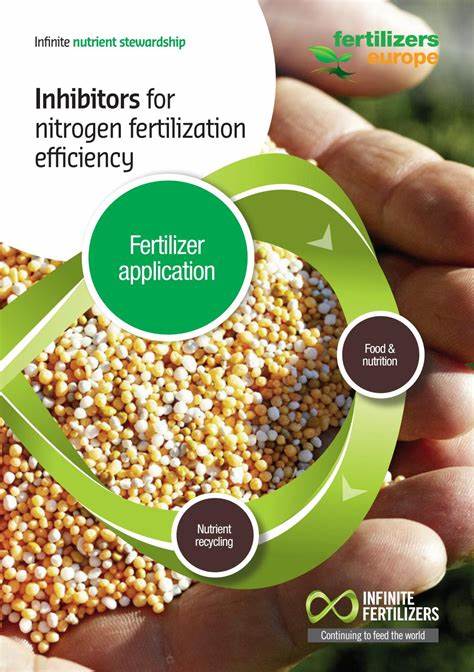 Infinite nutrient stewardship
fertilizers
europe
Inhibitors for
nitrogen fertilization
efficiency
Fertilizer
application
Food &
nutrition
Nutrient
recycling
INFINITE
FERTILIZERS
Continuing to feed the world